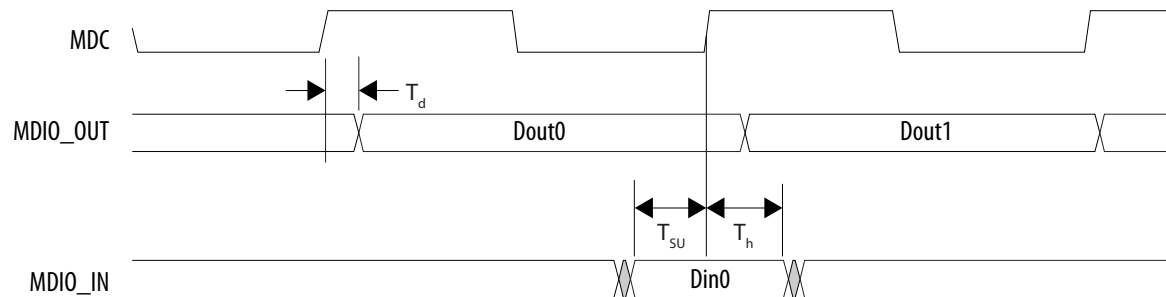 MDC
T_d
MDIO_OUT
Dout0
Dout1
T_SU
T_h
MDIO_IN
Din0